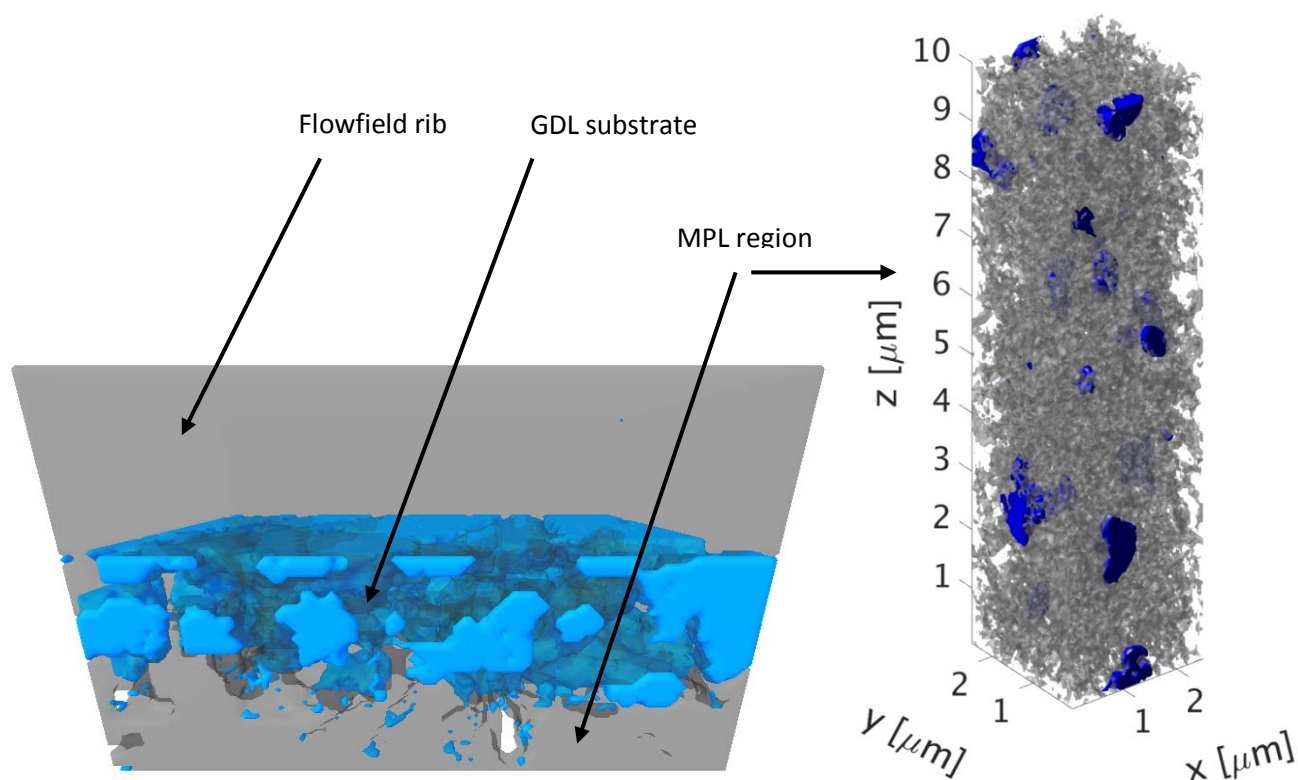 Flowfield rib
GDL substrate
MPL region
10
9
8
7
6
5
4
3
2
1
z [μm]
2
1
y [μm]
1
2
x [μm]